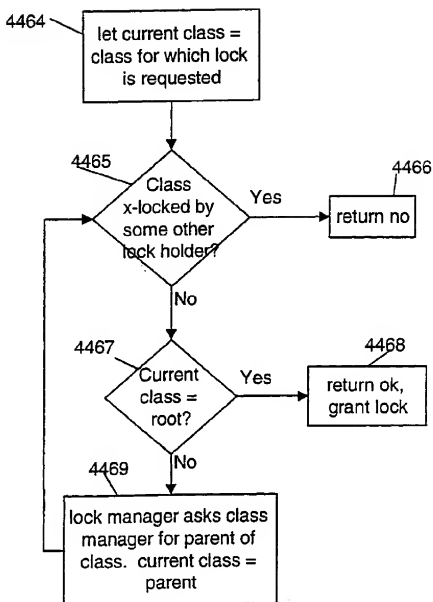 4464
let current class =
class for which lock
is requested
4465
Class
x-locked by
some other
lock holder?
Yes
4466
return no
No
4467
Current
class =
root?
Yes
4468
return ok,
grant lock
No
4469
lock manager asks class
manager for parent of
class. current class =
parent